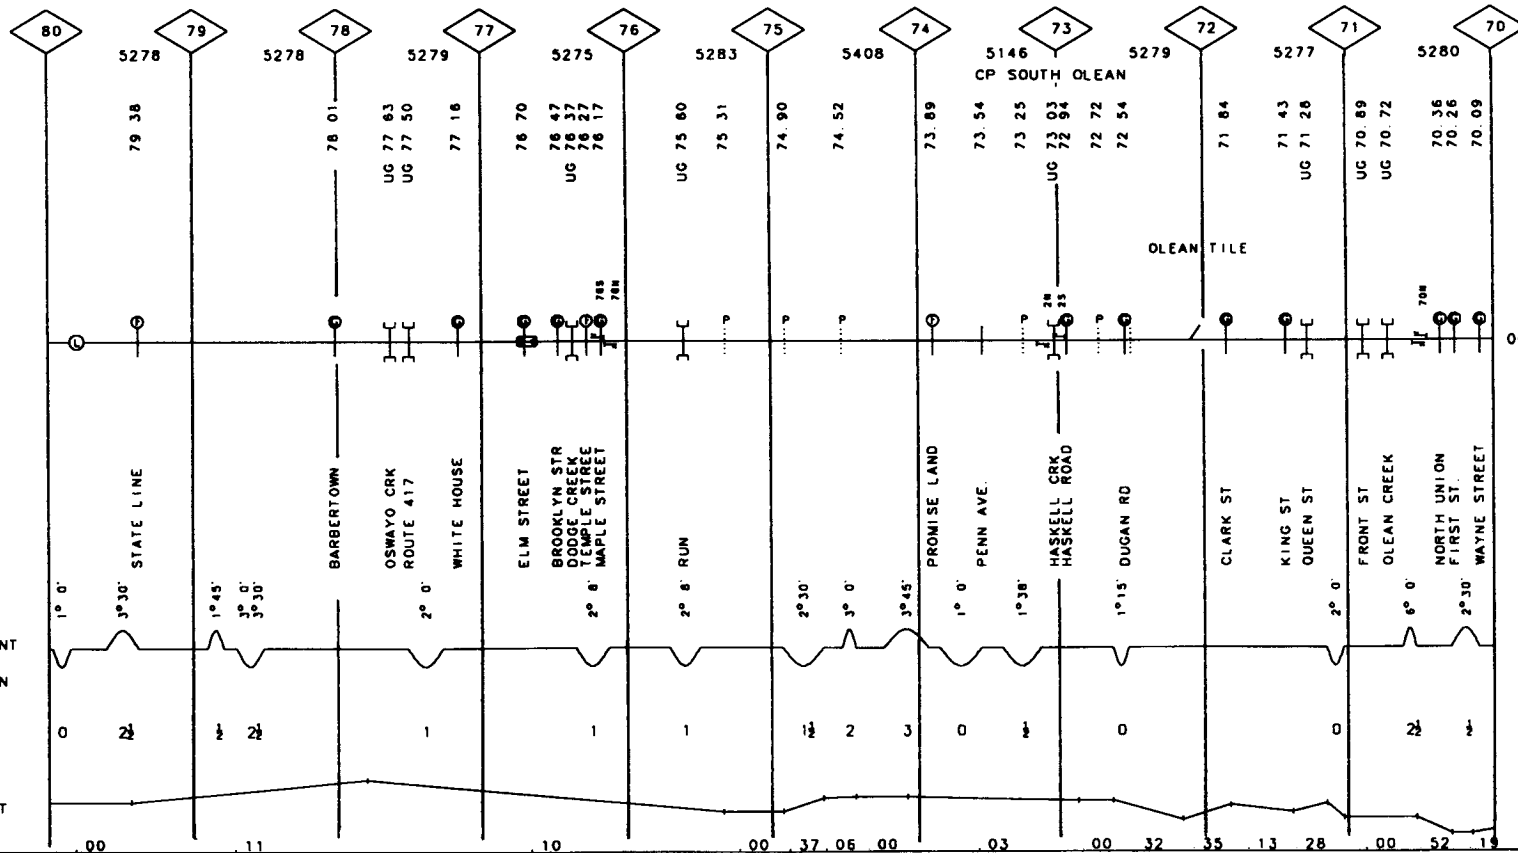 80 79 78 77 76 75 74 73 72 71 70
5278 5278 5279 5275 5283 5408 5146 5279 5277 5280
CP SOUTH OLEAN
79 38
78 01
UG 77 63
UG 77 50
77 16
76 70
76 47
UG 76 37
76 27
76 17
UG 75 60
75 31
74.90
74.52
73.89
73.54
73 25
UG 73 03
72 94
72 72
72 54
71 84
71 43
UG 71 28
UG 70.89
UG 70.72
70.36
70.26
70.09
OLEAN TILE
76S
76N
2N
2S
70N
L
P P P P P
0
STATE LINE
BARBERTOWN
OSWAYO CRK
ROUTE 417
WHITE HOUSE
ELM STREET
BROOKLYN STR
DODGE CREEK
TEMPLE STREE
MAPLE STREET
RUN
PROMISE LAND
PENN AVE.
HASKELL CRK
HASKELL ROAD
DUGAN RD
CLARK ST
KING ST
QUEEN ST
FRONT ST
OLEAN CREEK
NORTH UNION
FIRST ST.
WAYNE STREET
1° 0'
3° 30'
1° 45'
3° 0'
3° 30'
2° 0'
2° 8'
2° 8'
2° 30'
3° 0'
3° 45'
1° 0'
1° 38'
1° 15'
2° 0'
6° 0'
2° 30'
NT
N
0 2½ ½ 2½ 1 1 1 1½ 2 3 0 ½ 0 0 2½ ½
T
.00 .11 .10 .00 .37 .06 .00 .03 .00 .32 .35 .13 .28 .00 .52 .19